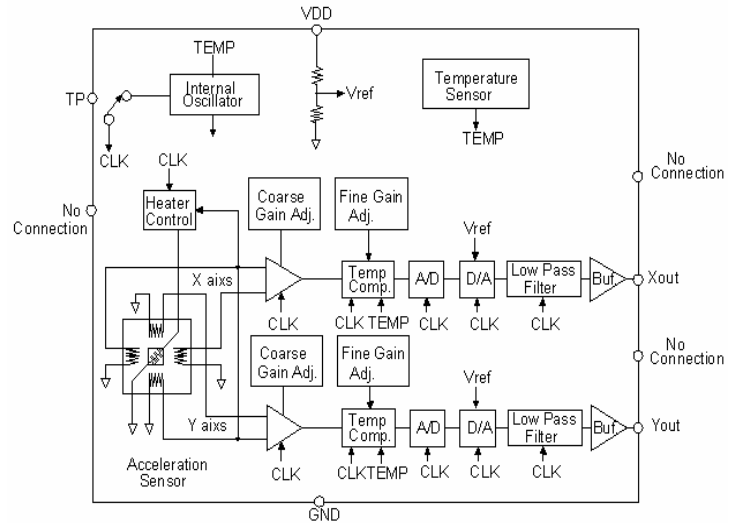 VDD
TEMP
Internal
Oscillator
TP
Vref
Temperature
Sensor
TEMP
CLK
CLK
No
Connection
Heater
Control
Coarse
Gain Adj.
Fine Gain
Adj.
No
Connection
Vref
X aixs
Temp
Comp.
A/D
D/A
Low Pass
Filter
Buf
Xout
CLK
CLK
TEMP
CLK
CLK
CLK
No
Connection
Coarse
Gain Adj.
Fine Gain
Adj.
Vref
Y aixs
Temp
Comp.
A/D
D/A
Low Pass
Filter
Buf
Yout
CLK
CLK
TEMP
CLK
CLK
CLK
Acceleration
Sensor
GND